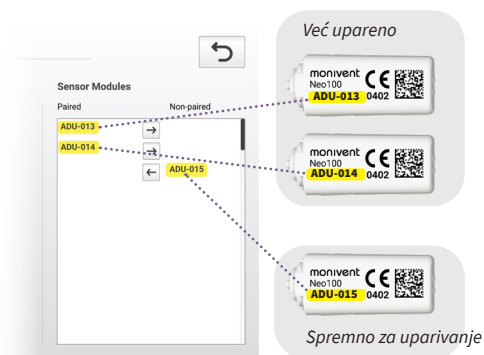 Već upareno
Sensor Modules
Paired Non-paired
ADU-013
ADU-014
ADU-015
monivent
Neo100
ADU-013 0402
monivent
Neo100
ADU-014 0402
monivent
Neo100
ADU-015 0402
Spremno za uparivanje